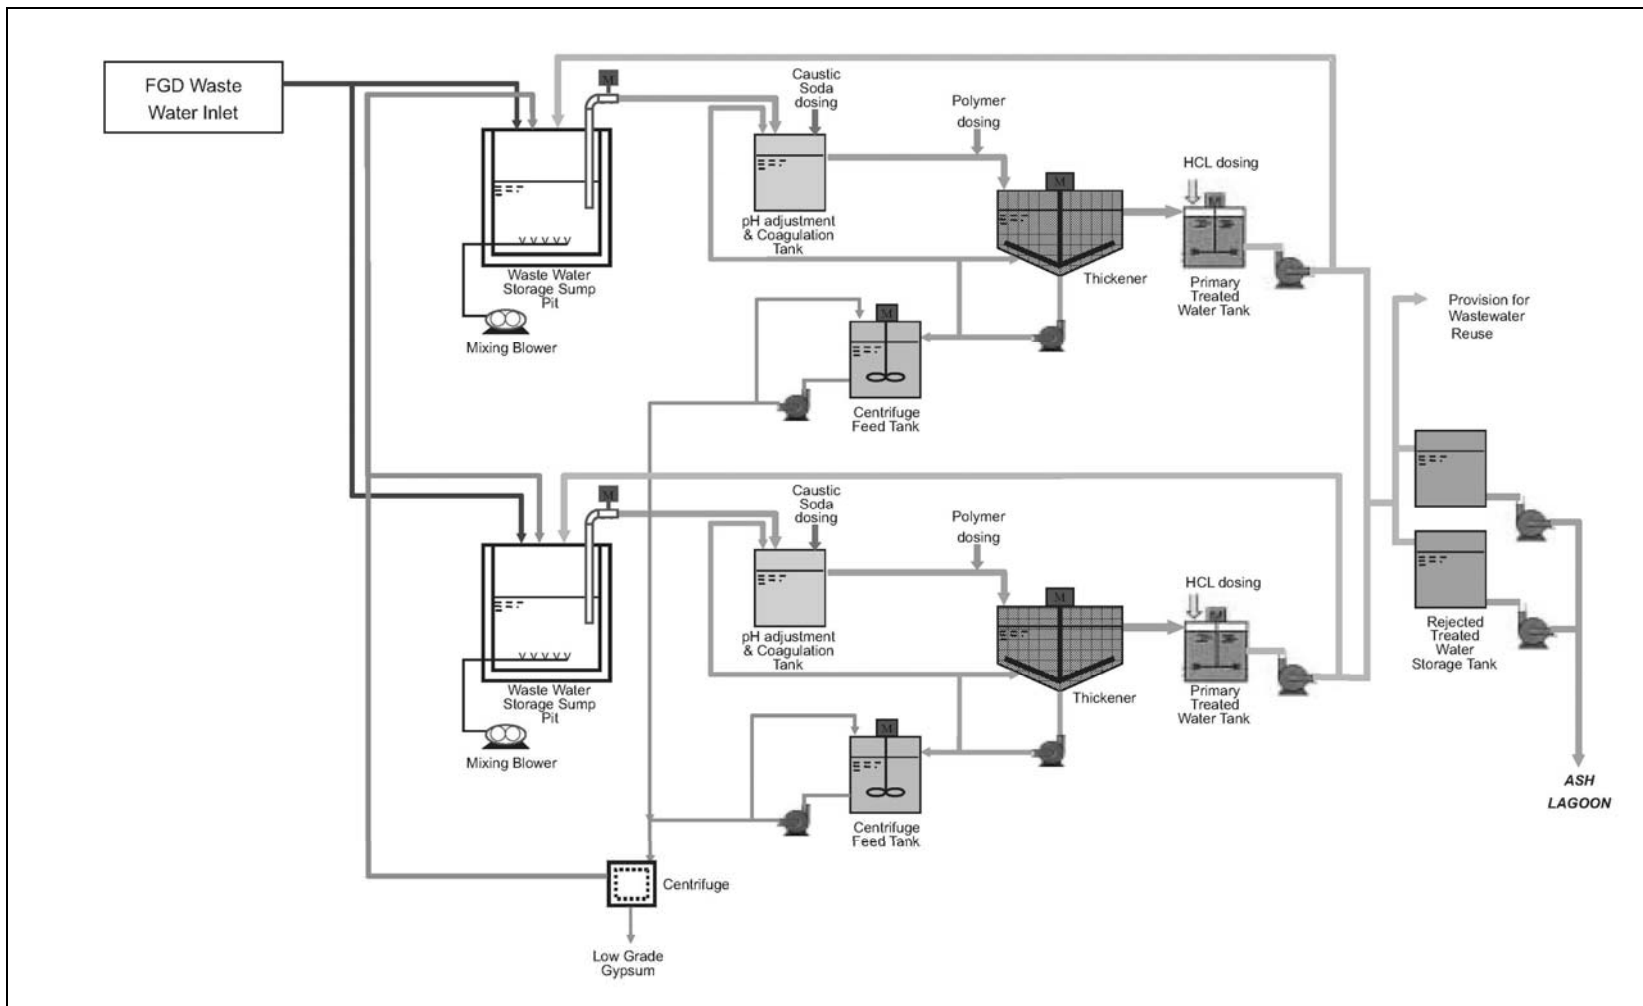 FGD Waste
Water Inlet
M
Caustic
Soda
dosing
Polymer
dosing
HCL dosing
M
M
pH adjustment
& Coagulation
Tank
Thickener
Primary
Treated
Water Tank
Waste Water
Storage Sump
Pit
Mixing Blower
M
Centrifuge
Feed Tank
Provision for
Wastewater
Reuse
M
Caustic
Soda
dosing
Polymer
dosing
HCL dosing
M
M
pH adjustment
& Coagulation
Tank
Thickener
Primary
Treated
Water Tank
Rejected
Treated
Water
Storage Tank
Waste Water
Storage Sump
Pit
Mixing Blower
M
Centrifuge
Feed Tank
ASH
LAGOON
Centrifuge
Low Grade
Gypsum